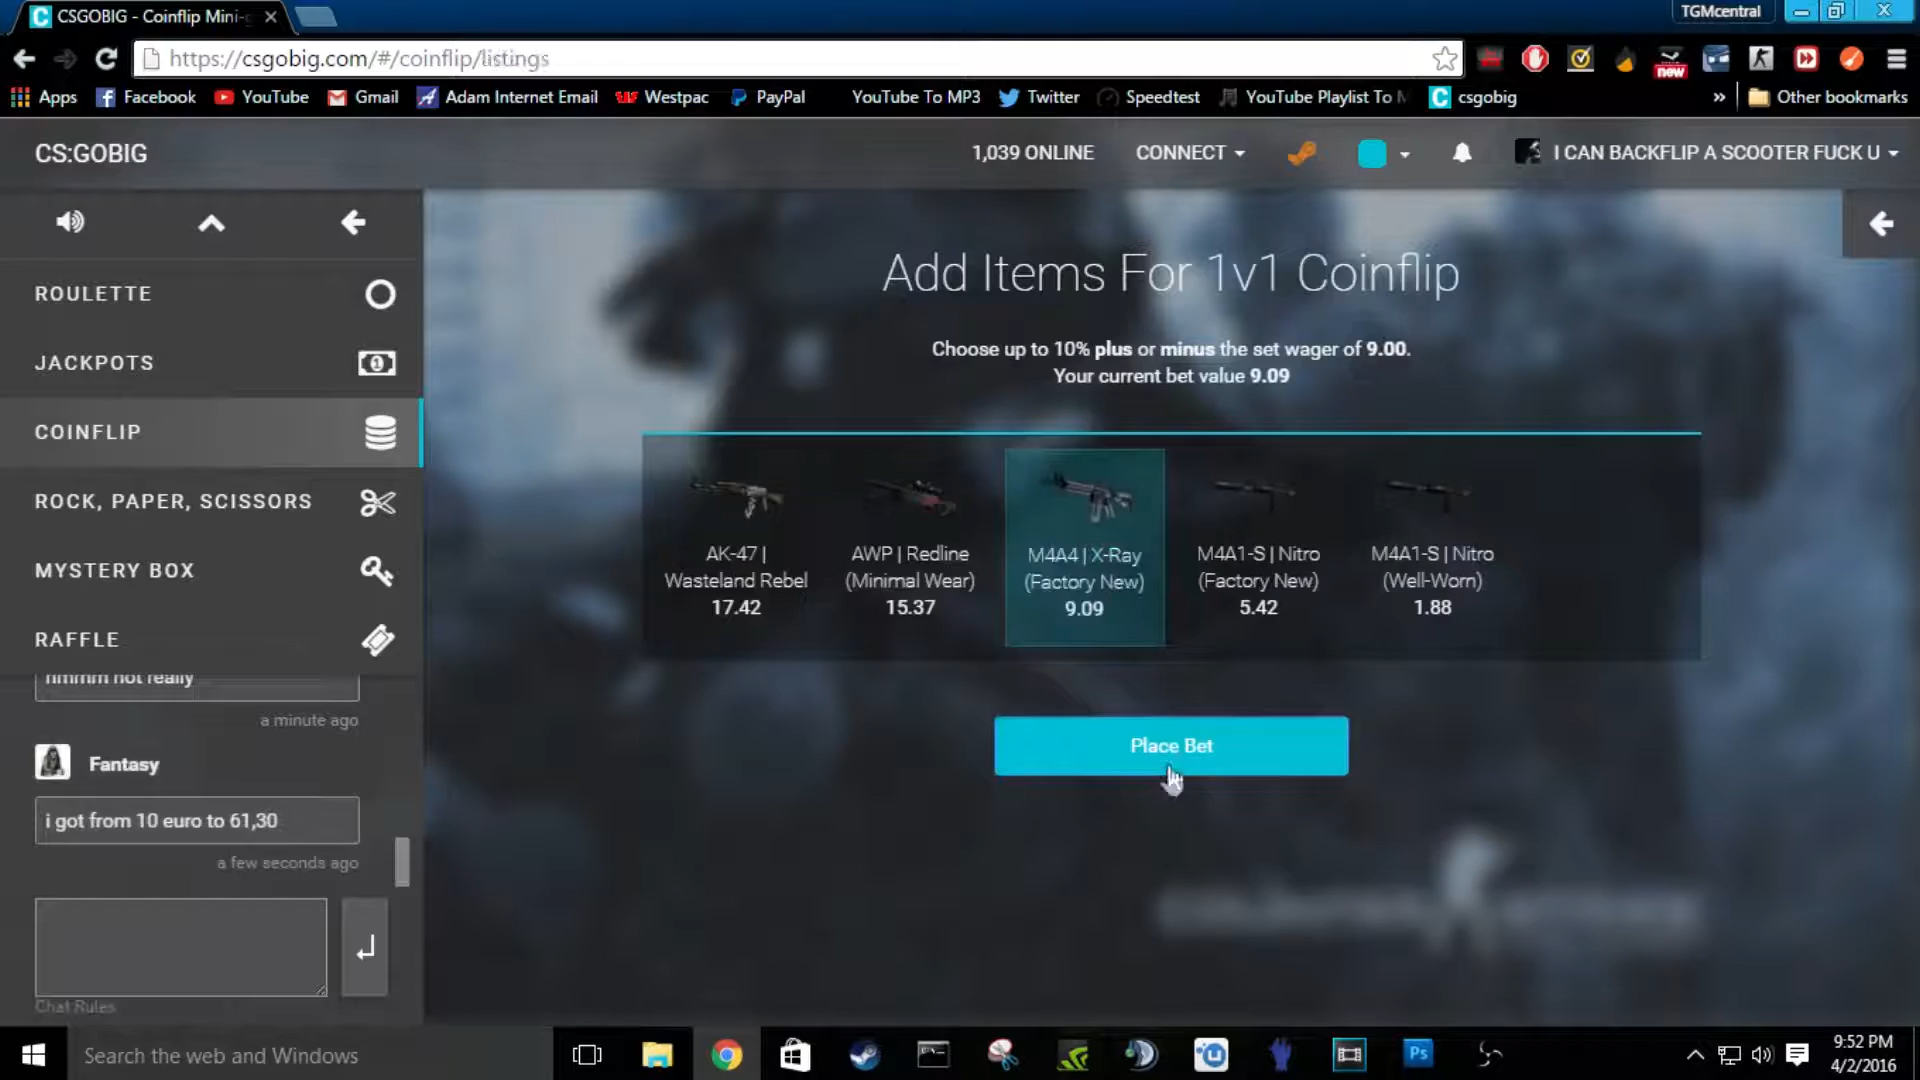 CSGOBIG - Coinflip Mini-
TGMcentral
https://csgobig.com/#/coinflip/listings
new
Apps
Facebook
YouTube
Gmail
Adam Internet Email
Westpac
PayPal
YouTube To MP3
Twitter
Speedtest
YouTube Playlist To M
csgobig
»
Other bookmarks
CS:GOBIG
1,039 ONLINE
CONNECT
I CAN BACKFLIP A SCOOTER FUCK U
ROULETTE
JACKPOTS
COINFLIP
ROCK, PAPER, SCISSORS
MYSTERY BOX
RAFFLE
hmmm not really
a minute ago
Fantasy
i got from 10 euro to 61,30
a few seconds ago
Chat Rules
Add Items For 1v1 Coinflip
Choose up to 10% plus or minus the set wager of 9.00.
Your current bet value 9.09
AK-47 |
Wasteland Rebel
17.42
AWP | Redline
(Minimal Wear)
15.37
M4A4 | X-Ray
(Factory New)
9.09
M4A1-S | Nitro
(Factory New)
5.42
M4A1-S | Nitro
(Well-Worn)
1.88
Place Bet
Search the web and Windows
Ps
9:52 PM
4/2/2016